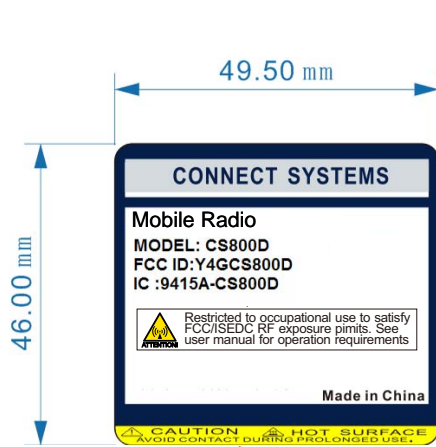 49.50 mm
46.00 mm
CONNECT SYSTEMS
Mobile Radio
MODEL: CS800D
FCC ID:Y4GCS800D
IC :9415A-CS800D
ATTENTION!
Restricted to occupational use to satisfy
FCC/ISEDC RF exposure pimits. See
user manual for operation requirements
Made in China
CAUTION HOT SURFACE
AVOID CONTACT DURING PROLONGED USE.